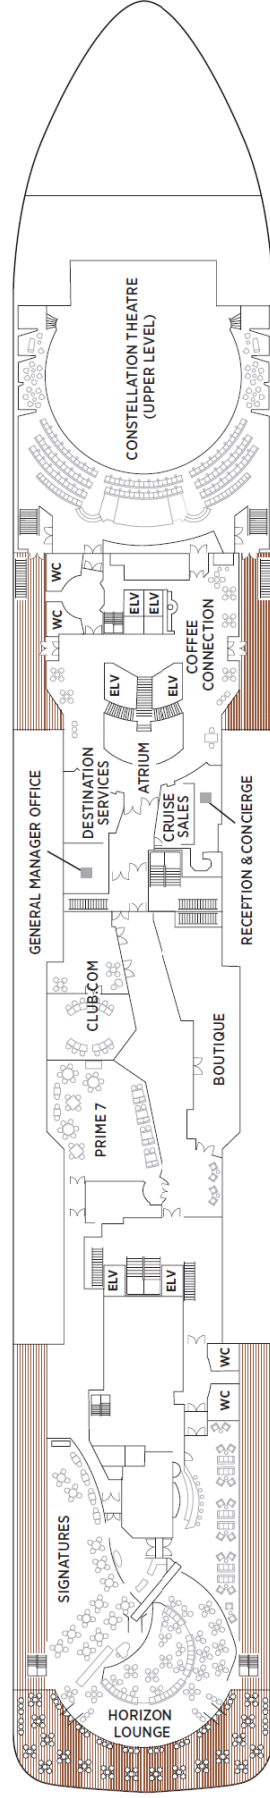 CONSTELLATION THEATRE
(UPPER LEVEL)
WC
WC
ELV
ELV
COFFEE
CONNECTION
ELV
ELV
DESTINATION
SERVICES
ATRIUM
CRUISE
SALES
GENERAL MANAGER OFFICE
RECEPTION & CONCIERGE
CLUB.COM
BOUTIQUE
PRIME 7
ELV
ELV
WC
WC
SIGNATURES
HORIZON
LOUNGE